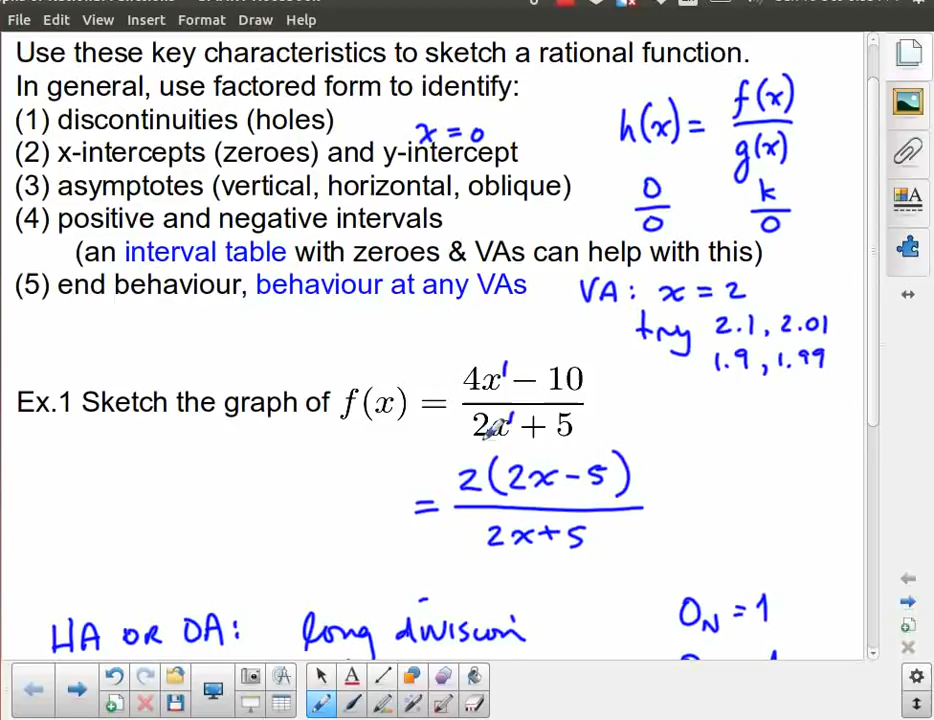 File Edit View Insert Format Draw Help
Use these key characteristics to sketch a rational function.
In general, use factored form to identify:
(1) discontinuities (holes)
x = 0
(2) x-intercepts (zeroes) and y-intercept
h(x) = f(x)/g(x)
(3) asymptotes (vertical, horizontal, oblique)
0/0 k/0
(4) positive and negative intervals
(an interval table with zeroes & VAs can help with this)
(5) end behaviour, behaviour at any VAs
VA: x = 2
try 2.1, 2.01
1.9, 1.99
Ex.1 Sketch the graph of f(x) = (4x¹ − 10)/(2x¹ + 5)
= 2(2x-5)/(2x+5)
HA OR OA: long division
O_N = 1